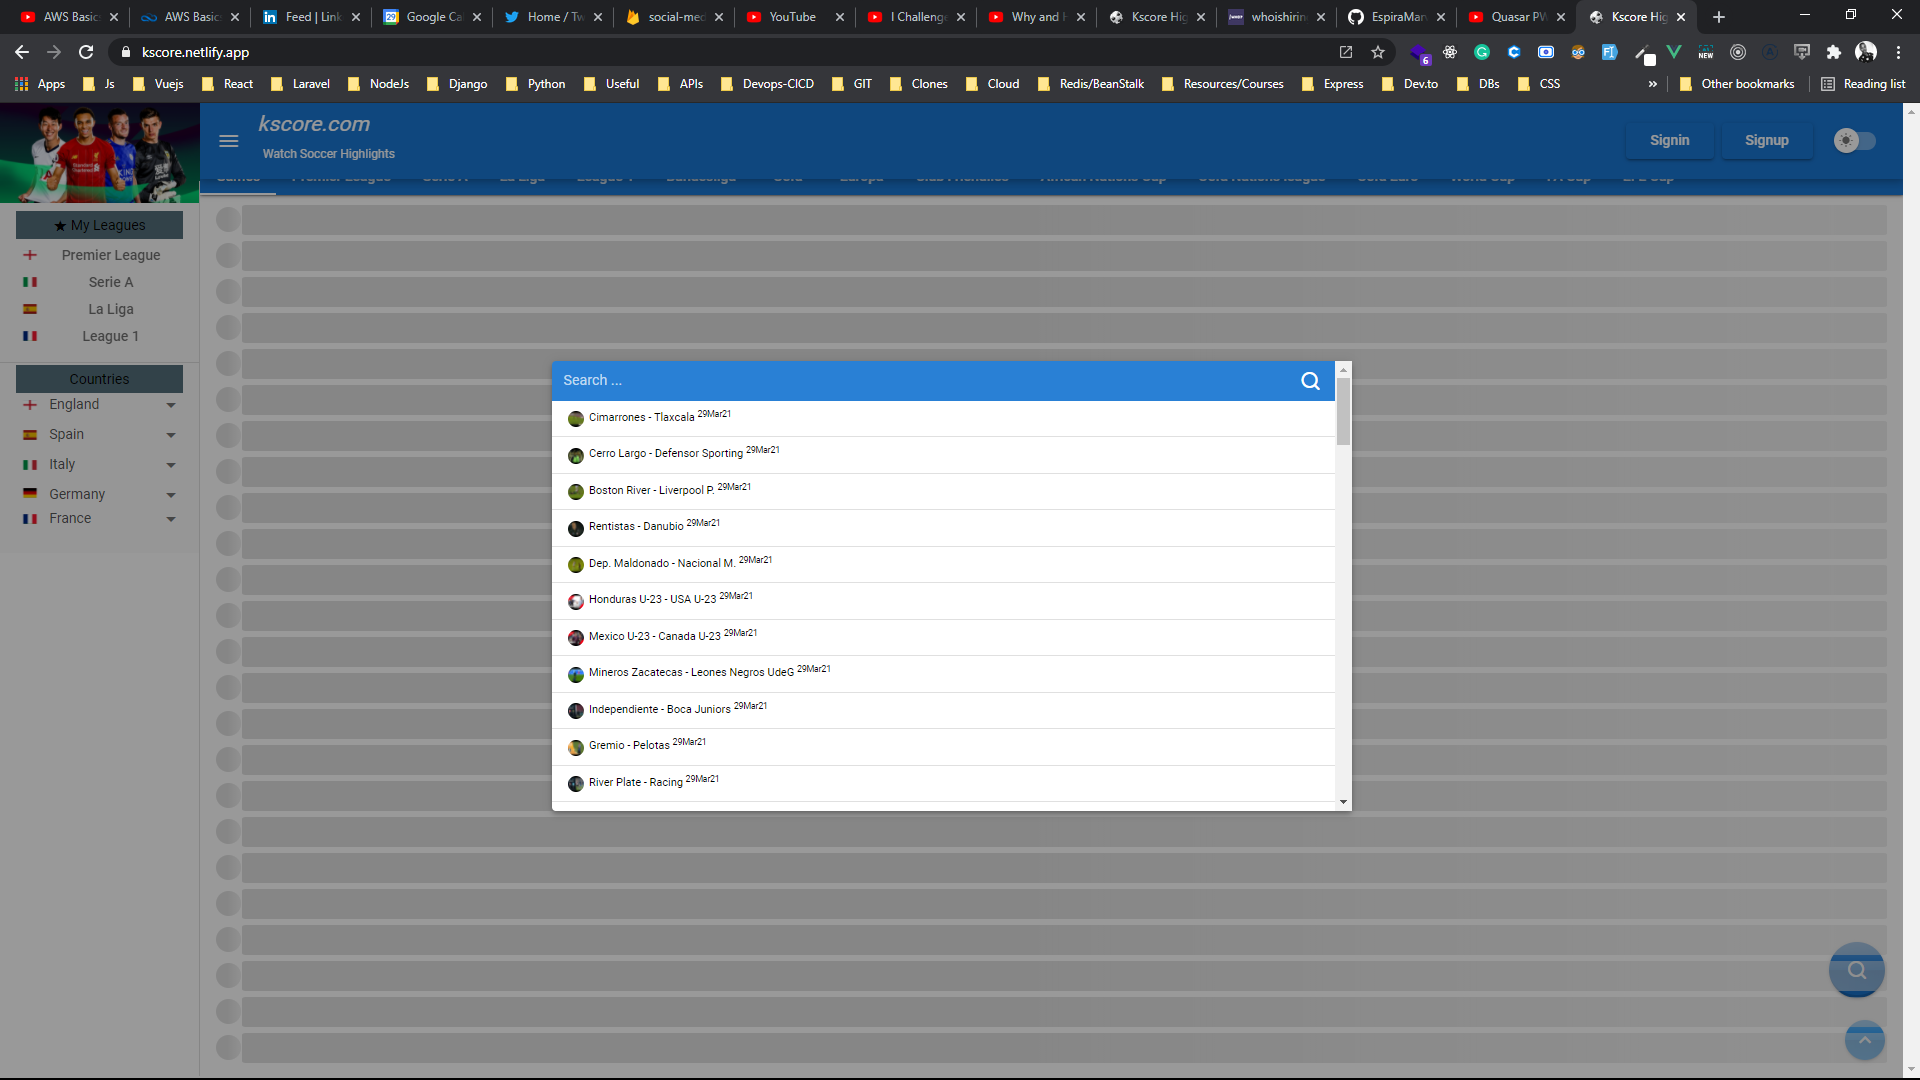 AWS Basic
AWS Basic
Feed | Link
Google Ca
Home / Tw
social-med
YouTube
I Challenge
Why and H
Kscore Hig
whoishirin
EspiraMar
Quasar PW
Kscore Hig
kscore.netlify.app
6
NEW
Apps
Js
Vuejs
React
Laravel
NodeJs
Django
Python
Useful
APIs
Devops-CICD
GIT
Clones
Cloud
Redis/BeanStalk
Resources/Courses
Express
Dev.to
DBs
CSS
»
Other bookmarks
Reading list
kscore.com
Watch Soccer Highlights
Signin
Signup
★ My Leagues
Premier League
Serie A
La Liga
League 1
Countries
England
Spain
Italy
Germany
France
Search ...
Cimarrones - Tlaxcala 29Mar21
Cerro Largo - Defensor Sporting 29Mar21
Boston River - Liverpool P. 29Mar21
Rentistas - Danubio 29Mar21
Dep. Maldonado - Nacional M. 29Mar21
Honduras U-23 - USA U-23 29Mar21
Mexico U-23 - Canada U-23 29Mar21
Mineros Zacatecas - Leones Negros UdeG 29Mar21
Independiente - Boca Juniors 29Mar21
Gremio - Pelotas 29Mar21
River Plate - Racing 29Mar21